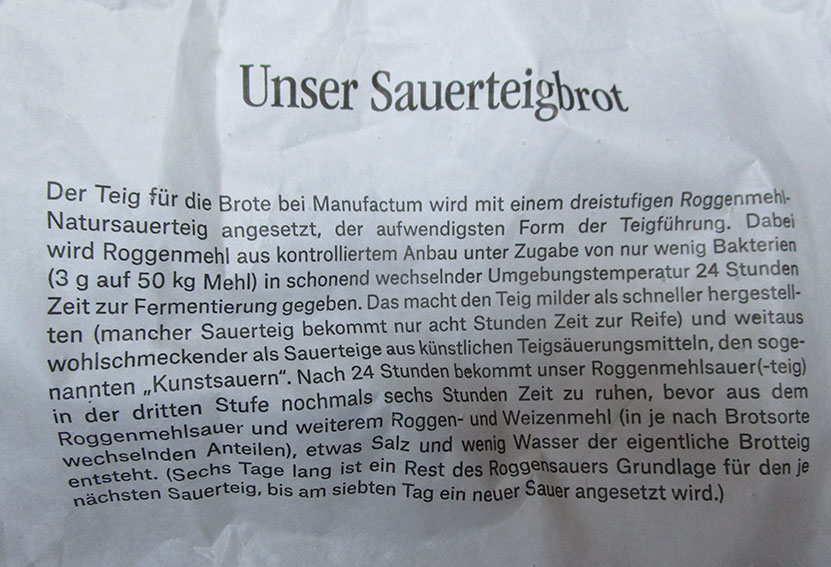 Unser Sauerteigbrot
Der Teig für die Brote bei Manufactum wird mit einem dreistufigen Roggenmehl-
Natursauerteig angesetzt, der aufwendigsten Form der Teigführung. Dabei
wird Roggenmehl aus kontrolliertem Anbau unter Zugabe von nur wenig Bakterien
(3 g auf 50 kg Mehl) in schonend wechselnder Umgebungstemperatur 24 Stunden
Zeit zur Fermentierung gegeben. Das macht den Teig milder als schneller hergestell-
ten (mancher Sauerteig bekommt nur acht Stunden Zeit zur Reife) und weitaus
wohlschmeckender als Sauerteige aus künstlichen Teigsäuerungsmitteln, den soge-
nannten „Kunstsauern“. Nach 24 Stunden bekommt unser Roggenmehlsauer(-teig)
in der dritten Stufe nochmals sechs Stunden Zeit zu ruhen, bevor aus dem
Roggenmehlsauer und weiterem Roggen- und Weizenmehl (in je nach Brotsorte
wechselnden Anteilen), etwas Salz und wenig Wasser der eigentliche Brotteig
entsteht. (Sechs Tage lang ist ein Rest des Roggensauers Grundlage für den je
nächsten Sauerteig, bis am siebten Tag ein neuer Sauer angesetzt wird.)